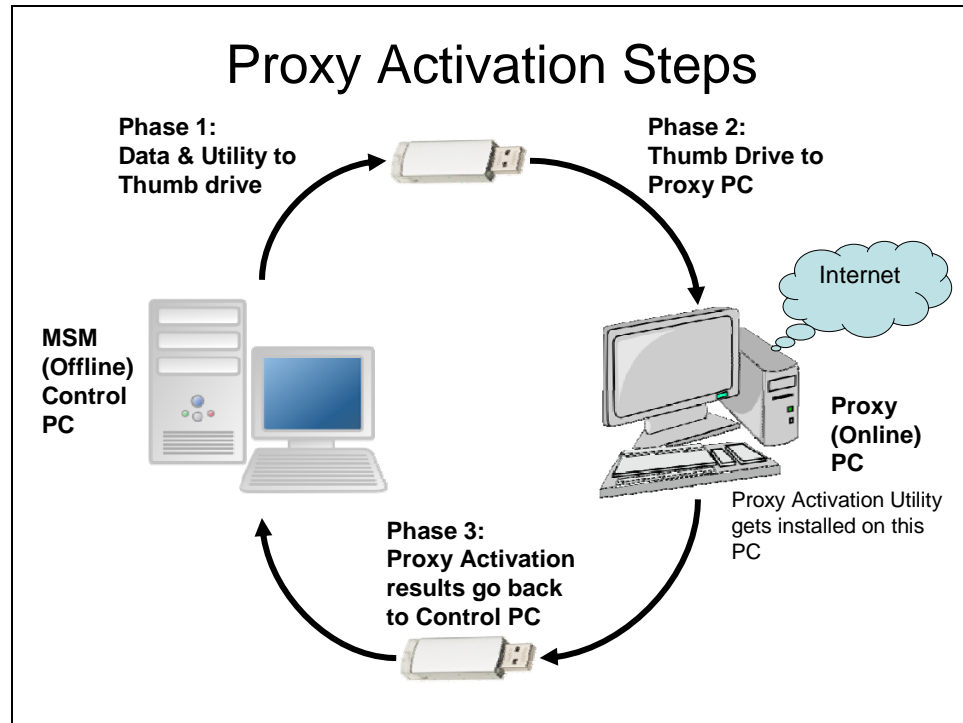 Proxy Activation Steps
Phase 1:
Data & Utility to
Thumb drive
Phase 2:
Thumb Drive to
Proxy PC
Internet
MSM
(Offline)
Control
PC
Proxy
(Online)
PC
Proxy Activation Utility
gets installed on this
PC
Phase 3:
Proxy Activation
results go back
to Control PC